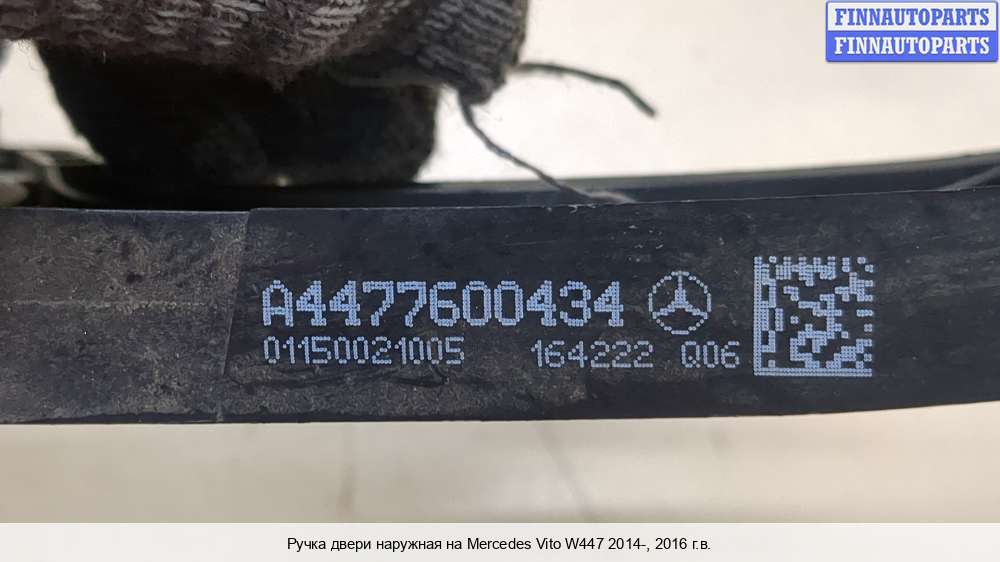 FINNAUTOPARTS
FINNAUTOPARTS
A4477600434
01150021005 164222 Q06
Ручка двери наружная на Mercedes Vito W447 2014-, 2016 г.в.